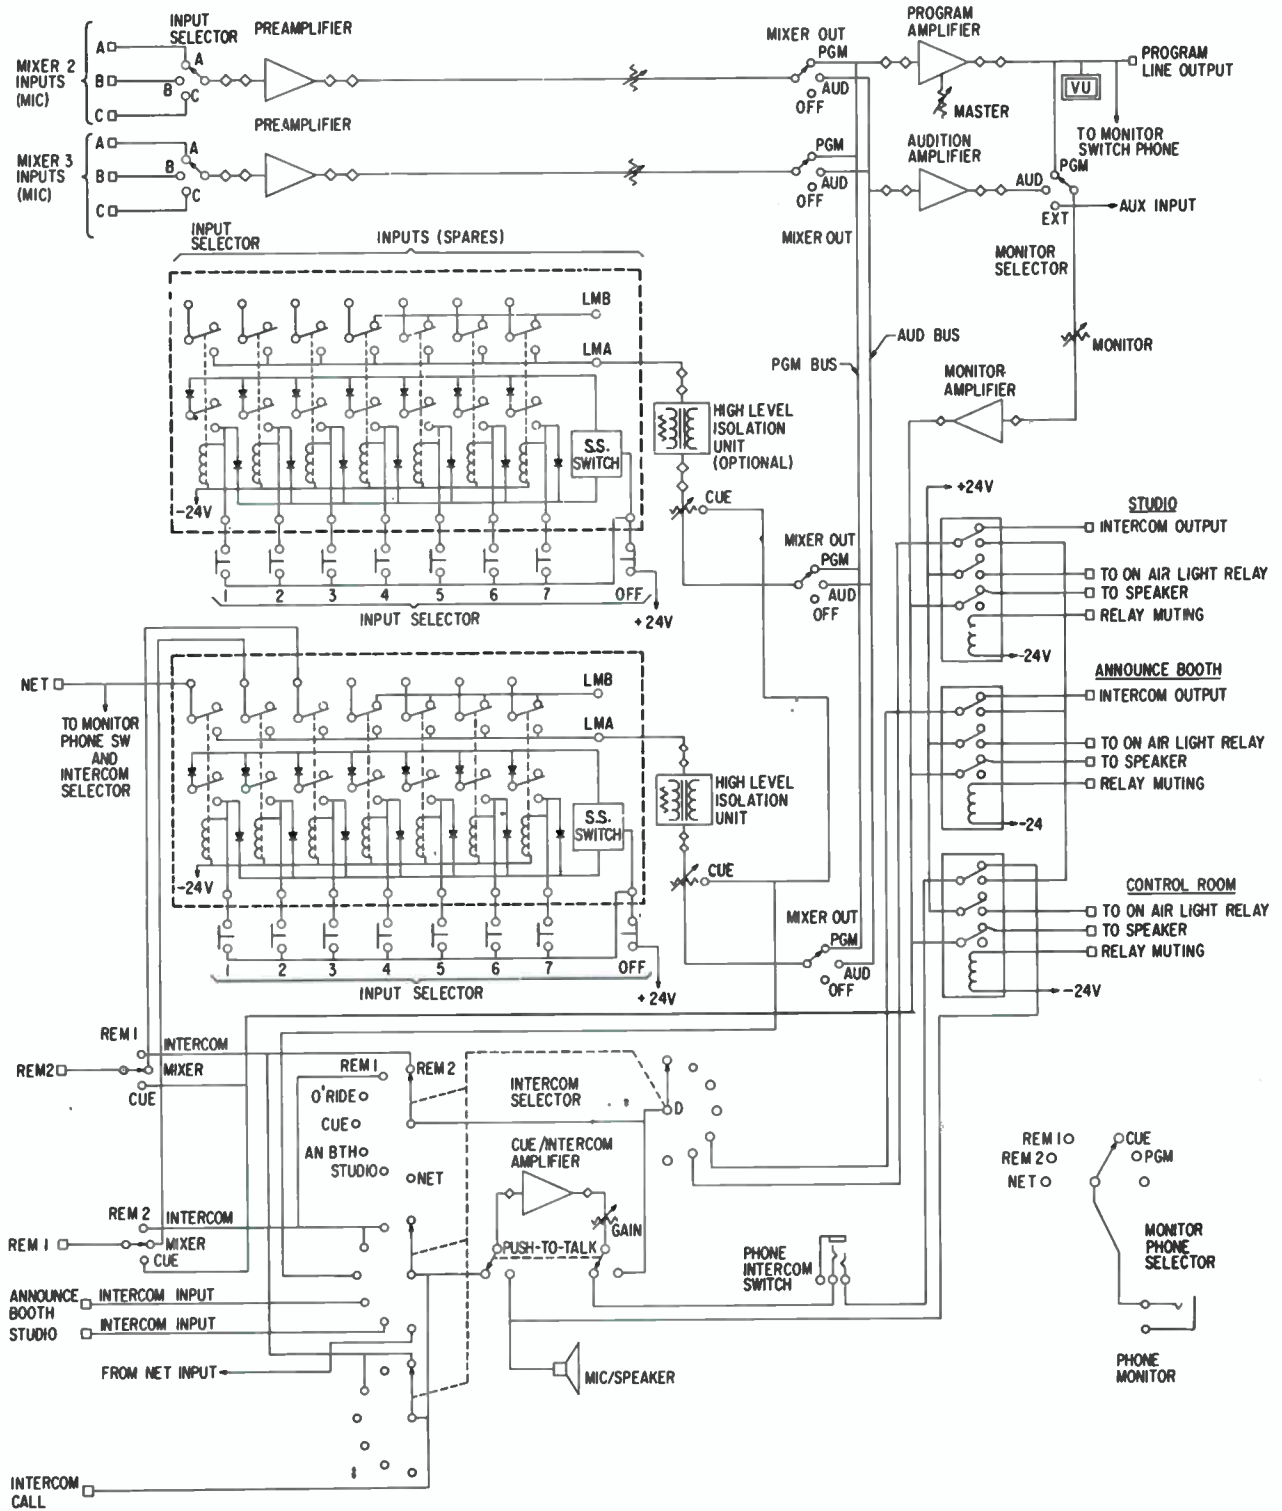 INPUT
SELECTOR
PREAMPLIFIER
MIXER 2
INPUTS
(MIC)
A
B
C
A
B
C
MIXER OUT
PGM
AUD
OFF
PROGRAM
AMPLIFIER
MASTER
VU
PROGRAM
LINE OUTPUT
TO MONITOR
SWITCH PHONE
MIXER 3
INPUTS
(MIC)
A
B
C
A
B
C
PREAMPLIFIER
INPUT
SELECTOR
PGM
AUD
OFF
MIXER OUT
AUDITION
AMPLIFIER
PGM
AUD
EXT
AUX INPUT
MONITOR
SELECTOR
INPUTS (SPARES)
LMB
LMA
S.S.
SWITCH
-24V
1 2 3 4 5 6 7 OFF
INPUT SELECTOR
+24V
HIGH LEVEL
ISOLATION
UNIT
(OPTIONAL)
CUE
MIXER OUT
PGM
AUD
OFF
PGM BUS
AUD BUS
MONITOR
MONITOR
AMPLIFIER
+24V
STUDIO
INTERCOM OUTPUT
TO ON AIR LIGHT RELAY
TO SPEAKER
RELAY MUTING
-24V
ANNOUNCE BOOTH
INTERCOM OUTPUT
TO ON AIR LIGHT RELAY
TO SPEAKER
RELAY MUTING
-24
CONTROL ROOM
TO ON AIR LIGHT RELAY
TO SPEAKER
RELAY MUTING
-24V
NET
TO MONITOR
PHONE SW
AND
INTERCOM
SELECTOR
LMB
LMA
S.S.
SWITCH
-24V
1 2 3 4 5 6 7 OFF
INPUT SELECTOR
+24V
HIGH LEVEL
ISOLATION
UNIT
CUE
MIXER OUT
PGM
AUD
OFF
REM 1
INTERCOM
REM2
MIXER
CUE
REM 1
REM 2
O'RIDE
CUE
AN BTH
STUDIO
NET
INTERCOM
SELECTOR
D
CUE/INTERCOM
AMPLIFIER
GAIN
PUSH-TO-TALK
REM 2
INTERCOM
REM 1
MIXER
CUE
ANNOUNCE
BOOTH
INTERCOM INPUT
STUDIO
INTERCOM INPUT
FROM NET INPUT
MIC/SPEAKER
PHONE
INTERCOM
SWITCH
REM 1
REM 2
NET
CUE
PGM
MONITOR
PHONE
SELECTOR
PHONE
MONITOR
INTERCOM
CALL